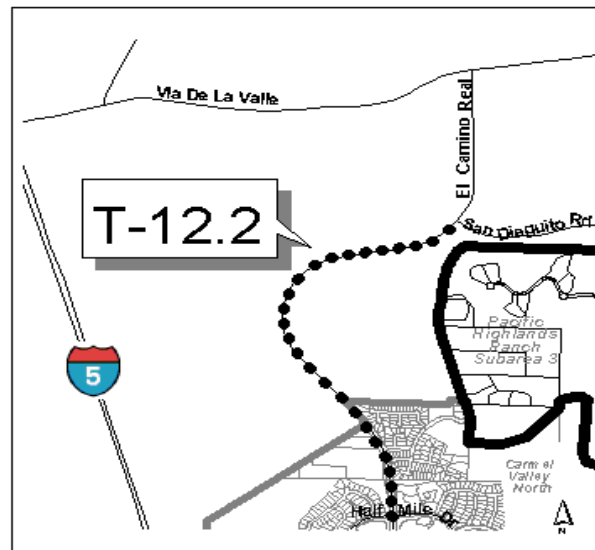 Via De La Valle
El Camino Real
San Dieguito Rd
T-12.2
Pacific
Highlands
Ranch
Subarea 3
5
Carmel
Valley
North
Half Mile Dr
N